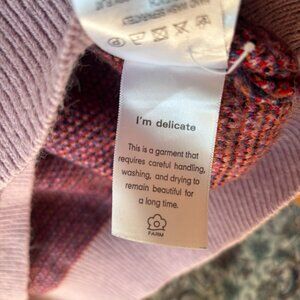 I'm delicate
This is a garment that
requires careful handling,
washing, and drying to
remain beautiful for
a long time.
FARM